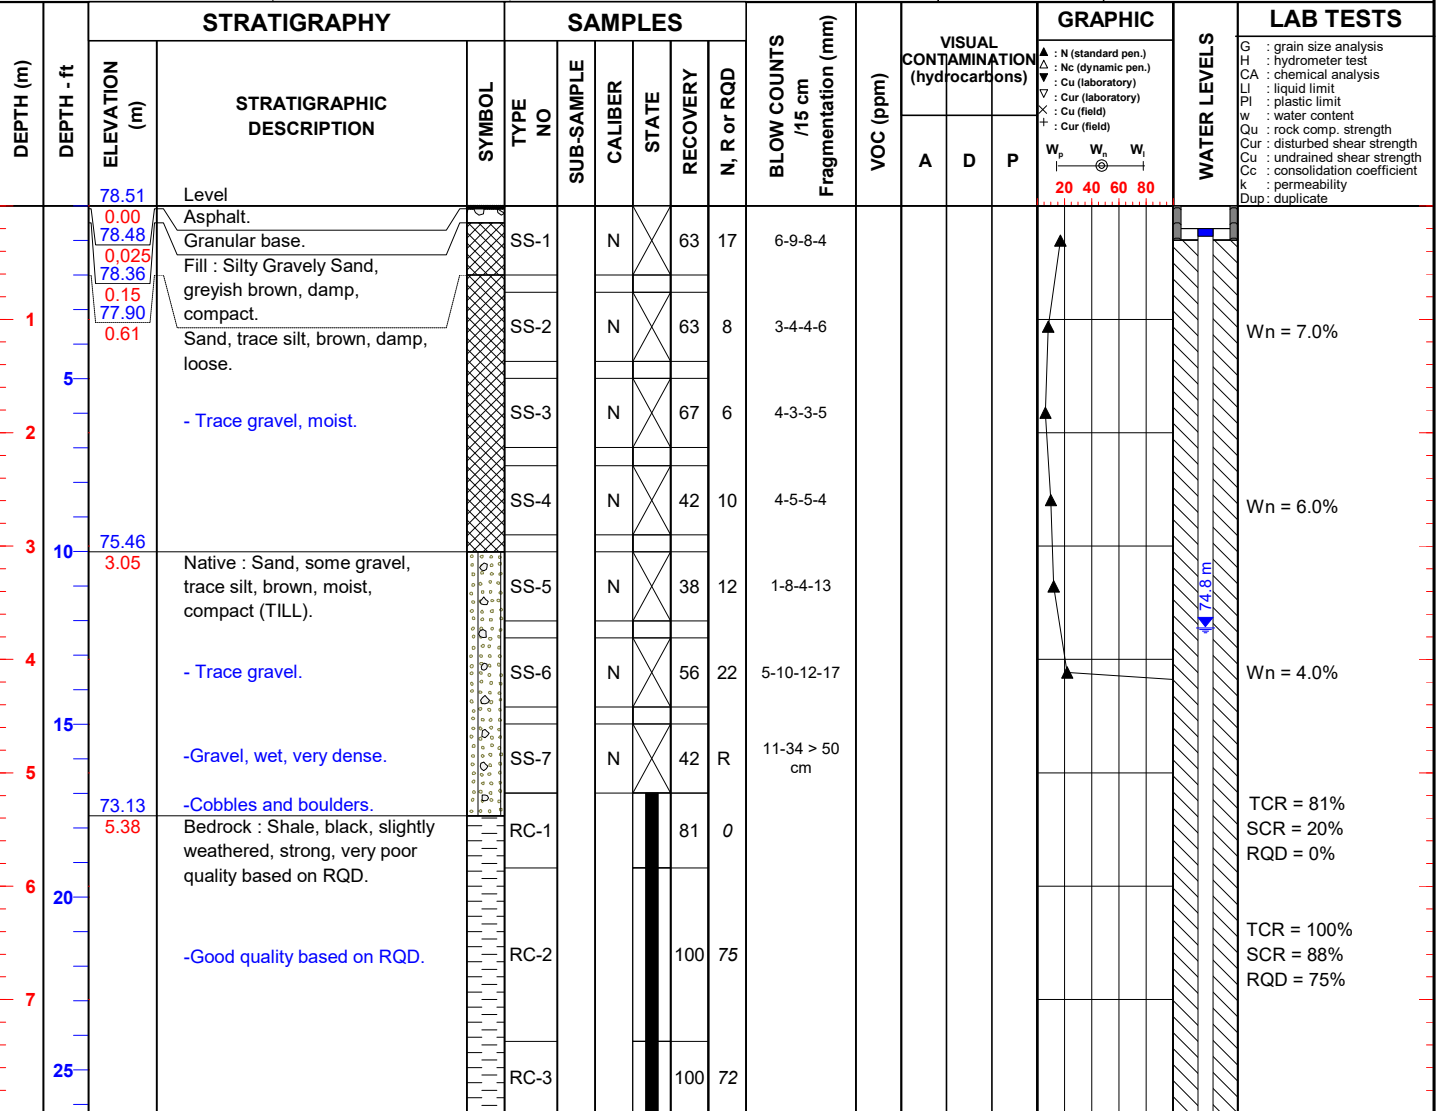 STRATIGRAPHY
SAMPLES
GRAPHIC
LAB TESTS
DEPTH (m)
DEPTH - ft
ELEVATION
(m)
STRATIGRAPHIC
DESCRIPTION
SYMBOL
TYPE
NO
SUB-SAMPLE
CALIBER
STATE
RECOVERY
N, R or RQD
BLOW COUNTS
/15 cm
Fragmentation (mm)
VOC (ppm)
VISUAL
CONTAMINATION
(hydrocarbons)
A D P
▲ : N (standard pen.)
△ : Nc (dynamic pen.)
▼ : Cu (laboratory)
▽ : Cur (laboratory)
× : Cu (field)
+ : Cur (field)
Wp Wn Wl
20 40 60 80
WATER LEVELS
G : grain size analysis
H : hydrometer test
CA : chemical analysis
LI : liquid limit
PI : plastic limit
w : water content
Qu : rock comp. strength
Cur : disturbed shear strength
Cu : undrained shear strength
Cc : consolidation coefficient
k : permeability
Dup : duplicate
78.51 Level
0.00 Asphalt.
78.48 Granular base.
0,025
78.36 Fill : Silty Gravely Sand,
greyish brown, damp,
compact.
0.15
77.90
0.61 Sand, trace silt, brown, damp,
loose.
SS-1 N 63 17 6-9-8-4
1
SS-2 N 63 8 3-4-4-6 Wn = 7.0%
5
- Trace gravel, moist. SS-3 N 67 6 4-3-3-5
2
SS-4 N 42 10 4-5-5-4 Wn = 6.0%
3
10
75.46
3.05 Native : Sand, some gravel,
trace silt, brown, moist,
compact (TILL).
SS-5 N 38 12 1-8-4-13
74.8 m
4
- Trace gravel. SS-6 N 56 22 5-10-12-17 Wn = 4.0%
15
-Gravel, wet, very dense. SS-7 N 42 R 11-34 > 50
cm
5
73.13 -Cobbles and boulders.
5.38 Bedrock : Shale, black, slightly
weathered, strong, very poor
quality based on RQD.
RC-1 81 0
TCR = 81%
SCR = 20%
RQD = 0%
6
20
-Good quality based on RQD. RC-2 100 75
TCR = 100%
SCR = 88%
RQD = 75%
7
25
RC-3 100 72